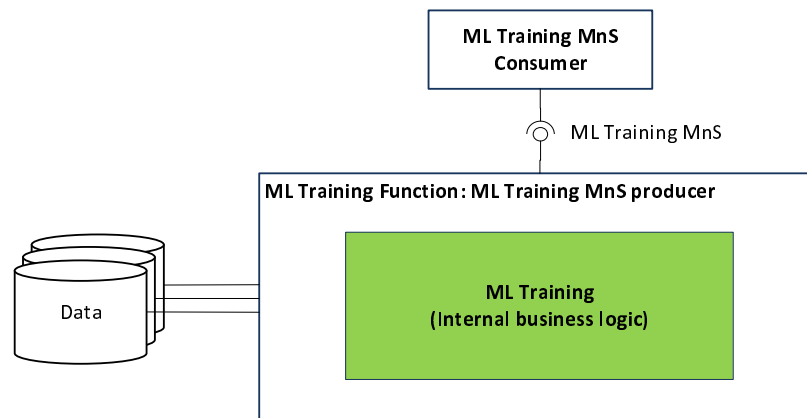 ML Training MnS
Consumer
ML Training MnS
ML Training Function: ML Training MnS producer
ML Training
(Internal business logic)
Data